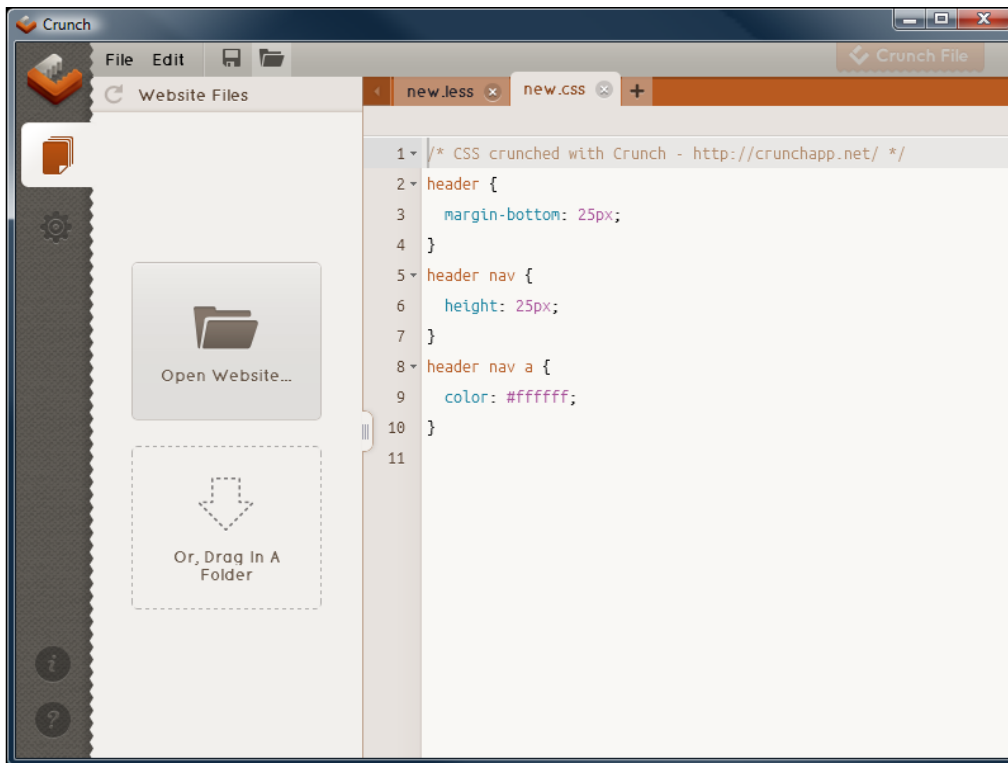 Crunch
File Edit
Crunch File
Website Files
new.less
new.css
1 /* CSS crunched with Crunch - http://crunchapp.net/ */
2 header {
3   margin-bottom: 25px;
4 }
5 header nav {
6   height: 25px;
7 }
8 header nav a {
9   color: #ffffff;
10 }
11
Open Website...
Or, Drag In A
Folder